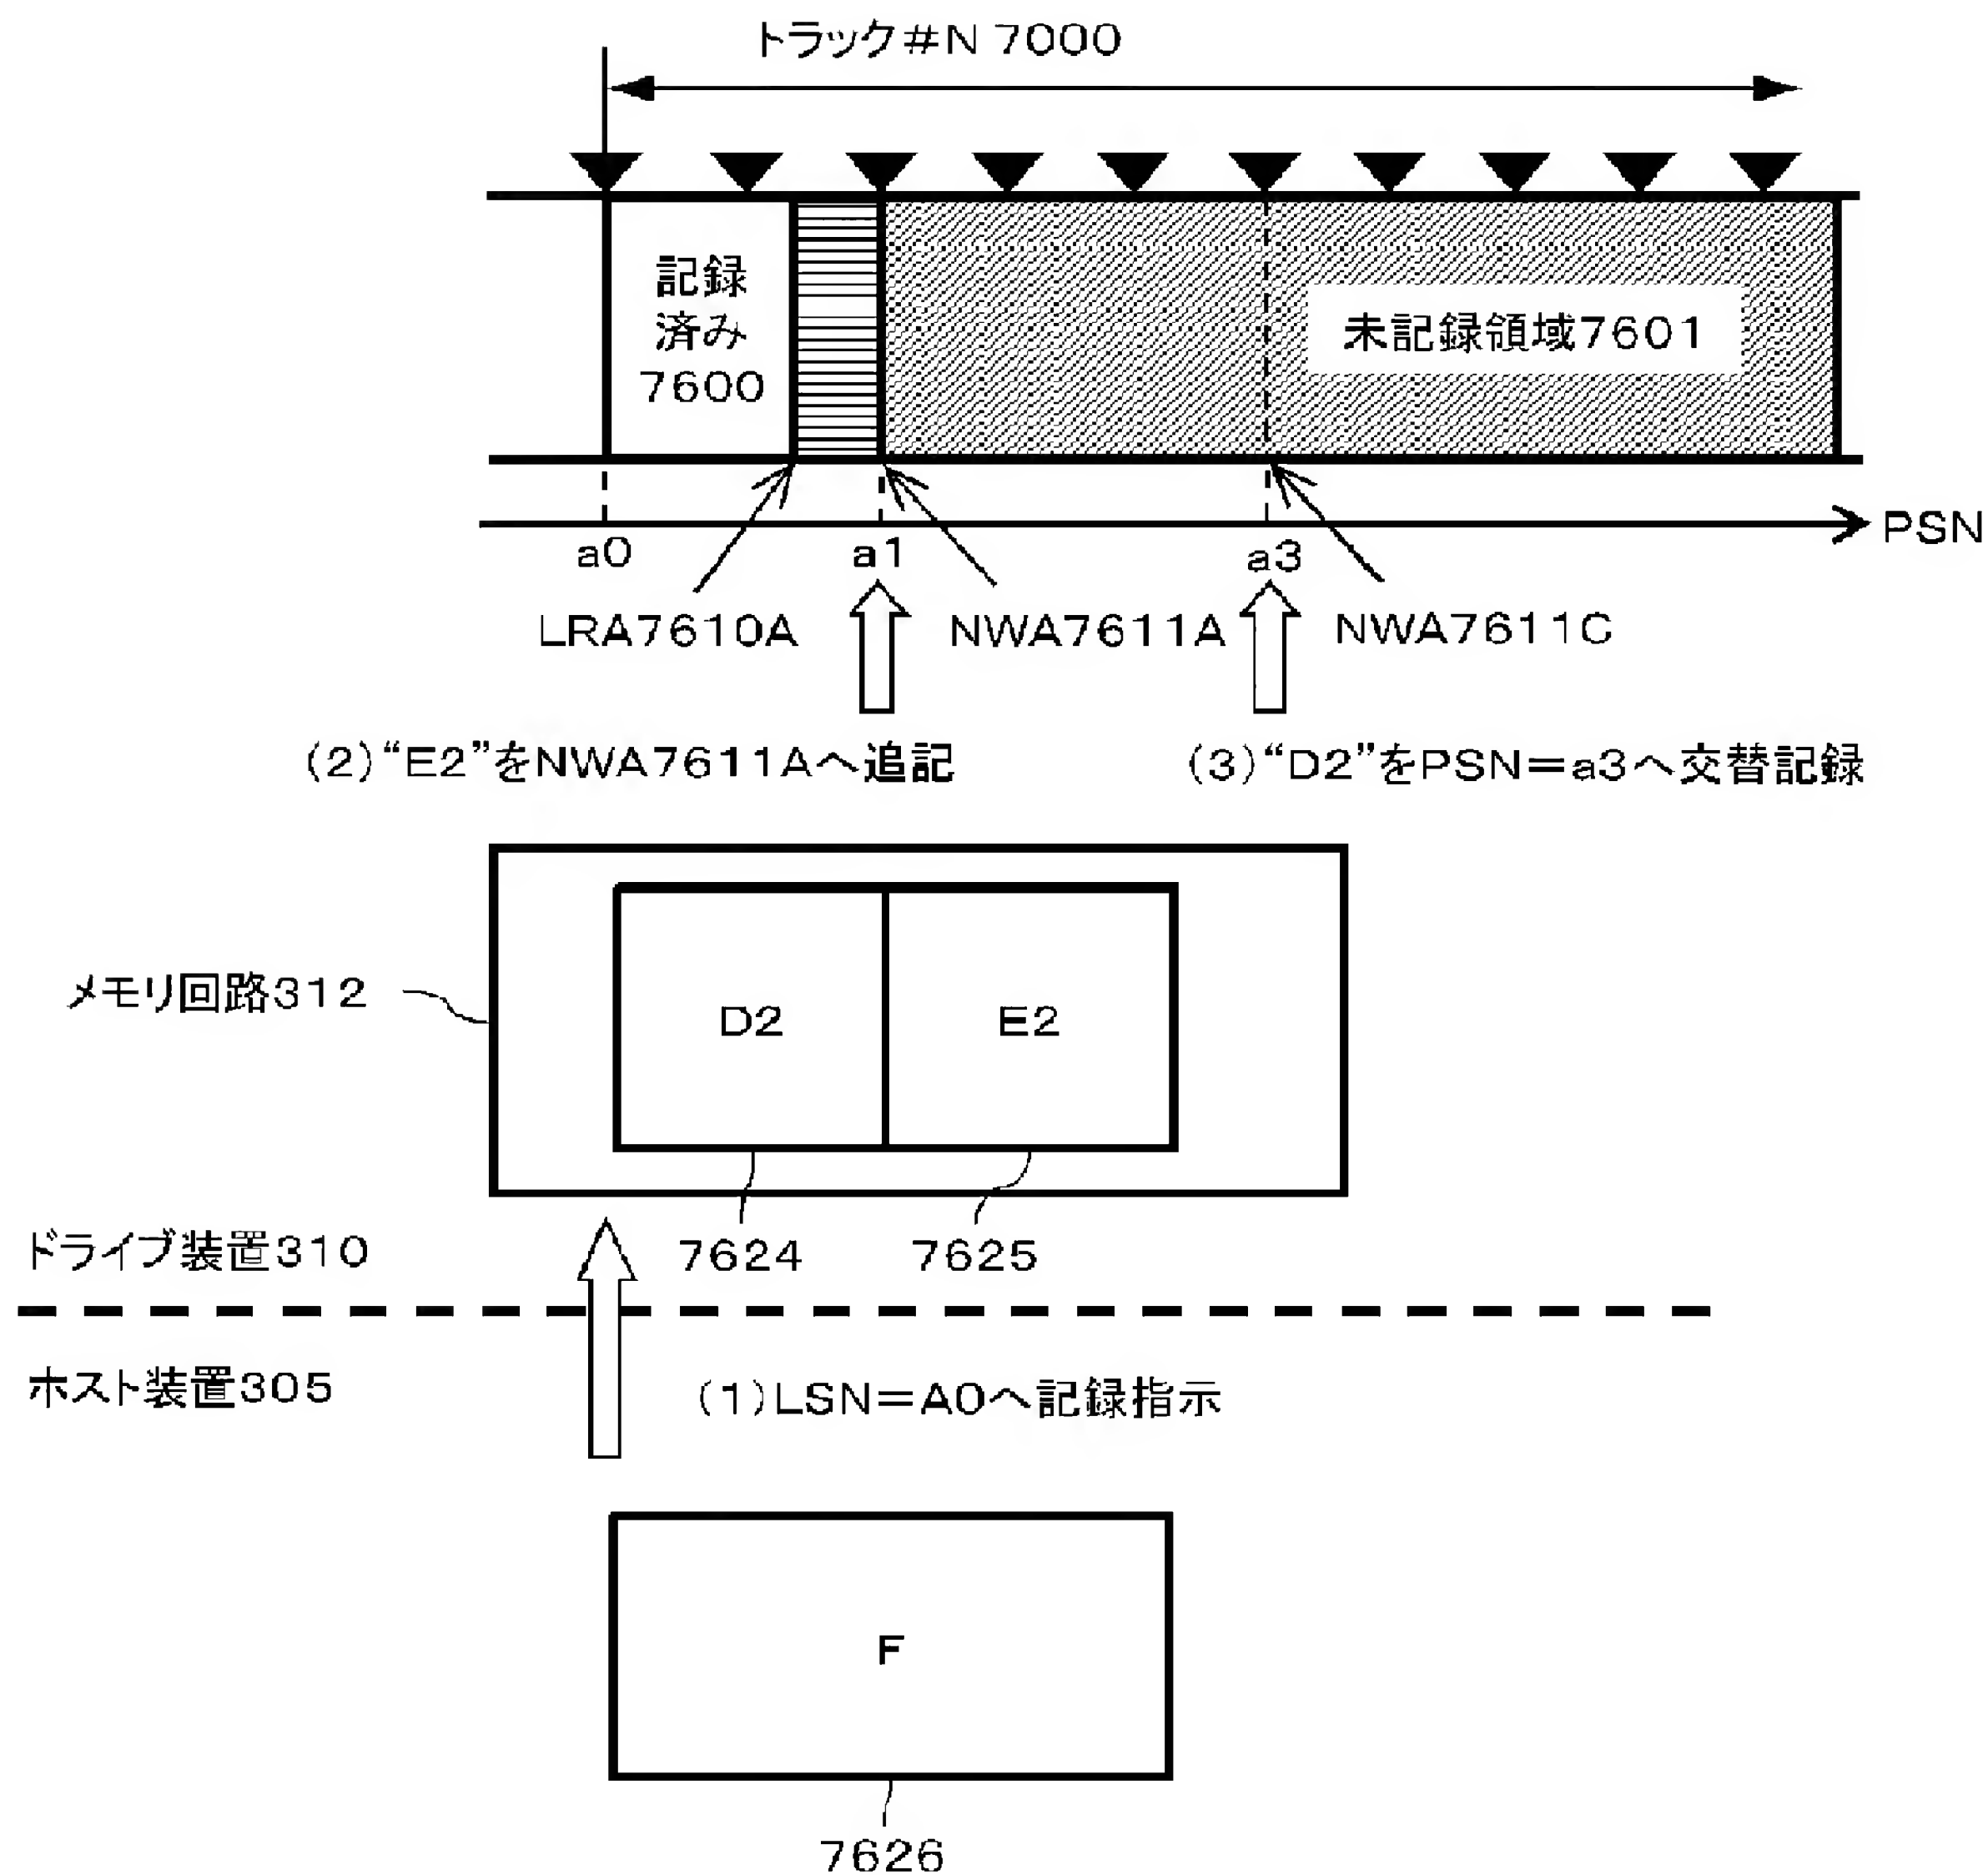 トラック#N 7000
記録
済み
7600
未記録領域7601
PSN
a0
a1
a3
LRA7610A
NWA7611A
NWA7611C
(2)“E2”をNWA7611Aへ追記
(3)“D2”をPSN=a3へ交替記録
メモリ回路312
D2
E2
7624
7625
ドライブ装置310
ホスト装置305
(1)LSN=A0へ記録指示
F
7626